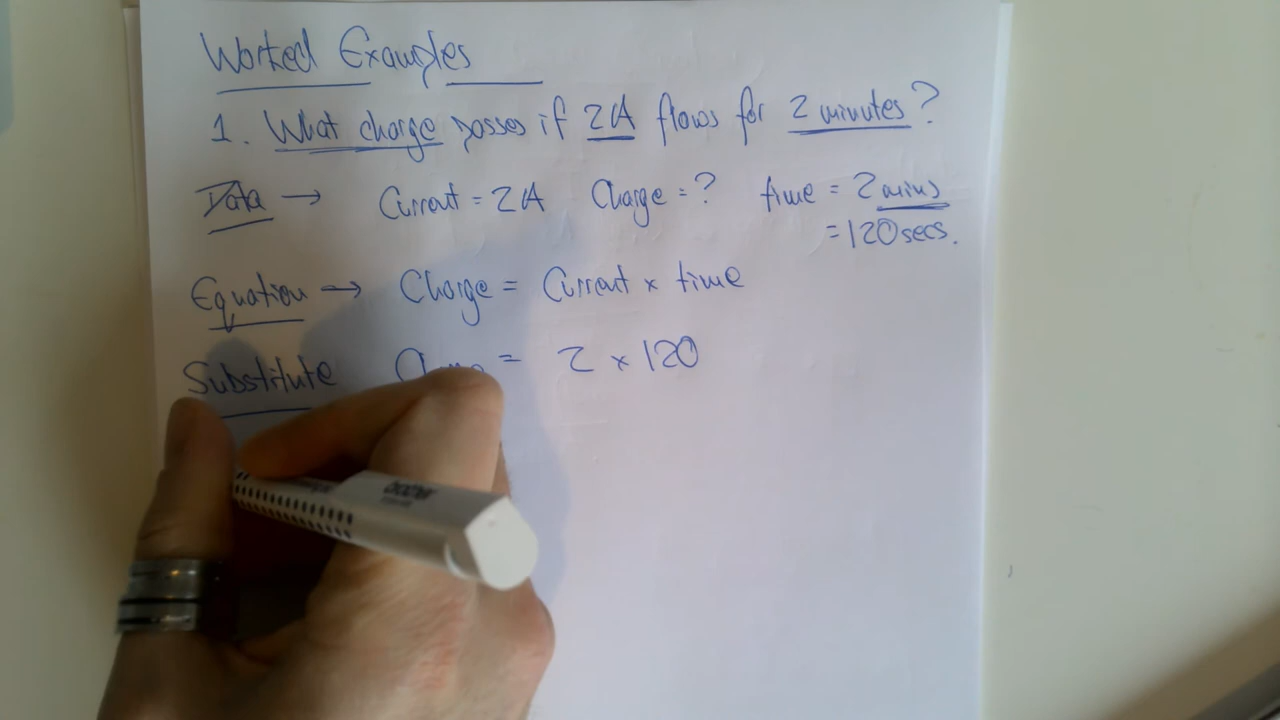 Worked Examples
1. What charge passes if 2A flows for 2 minutes?
Data → Current = 2A Charge = ? time = 2 mins
= 120 secs.
Equation → Charge = Current × time
Substitute = 2 × 120
brother